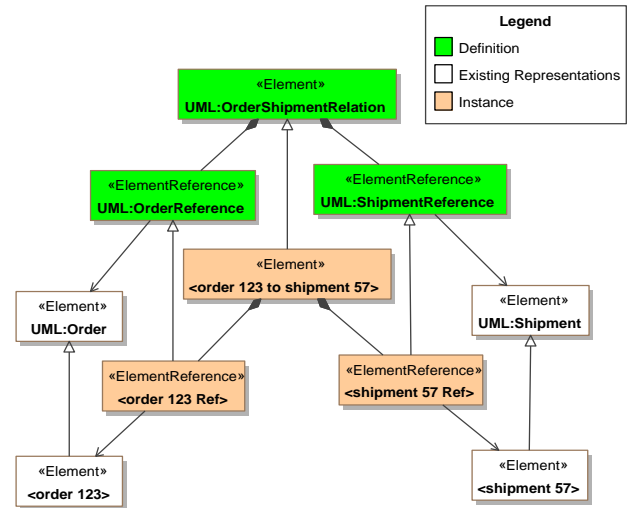 Legend
Definition
Existing Representations
Instance
«Element»
UML:OrderShipmentRelation
«ElementReference»
UML:OrderReference
«ElementReference»
UML:ShipmentReference
«Element»
<order 123 to shipment 57>
«Element»
UML:Order
«Element»
UML:Shipment
«ElementReference»
<order 123 Ref>
«ElementReference»
<shipment 57 Ref>
«Element»
<order 123>
«Element»
<shipment 57>